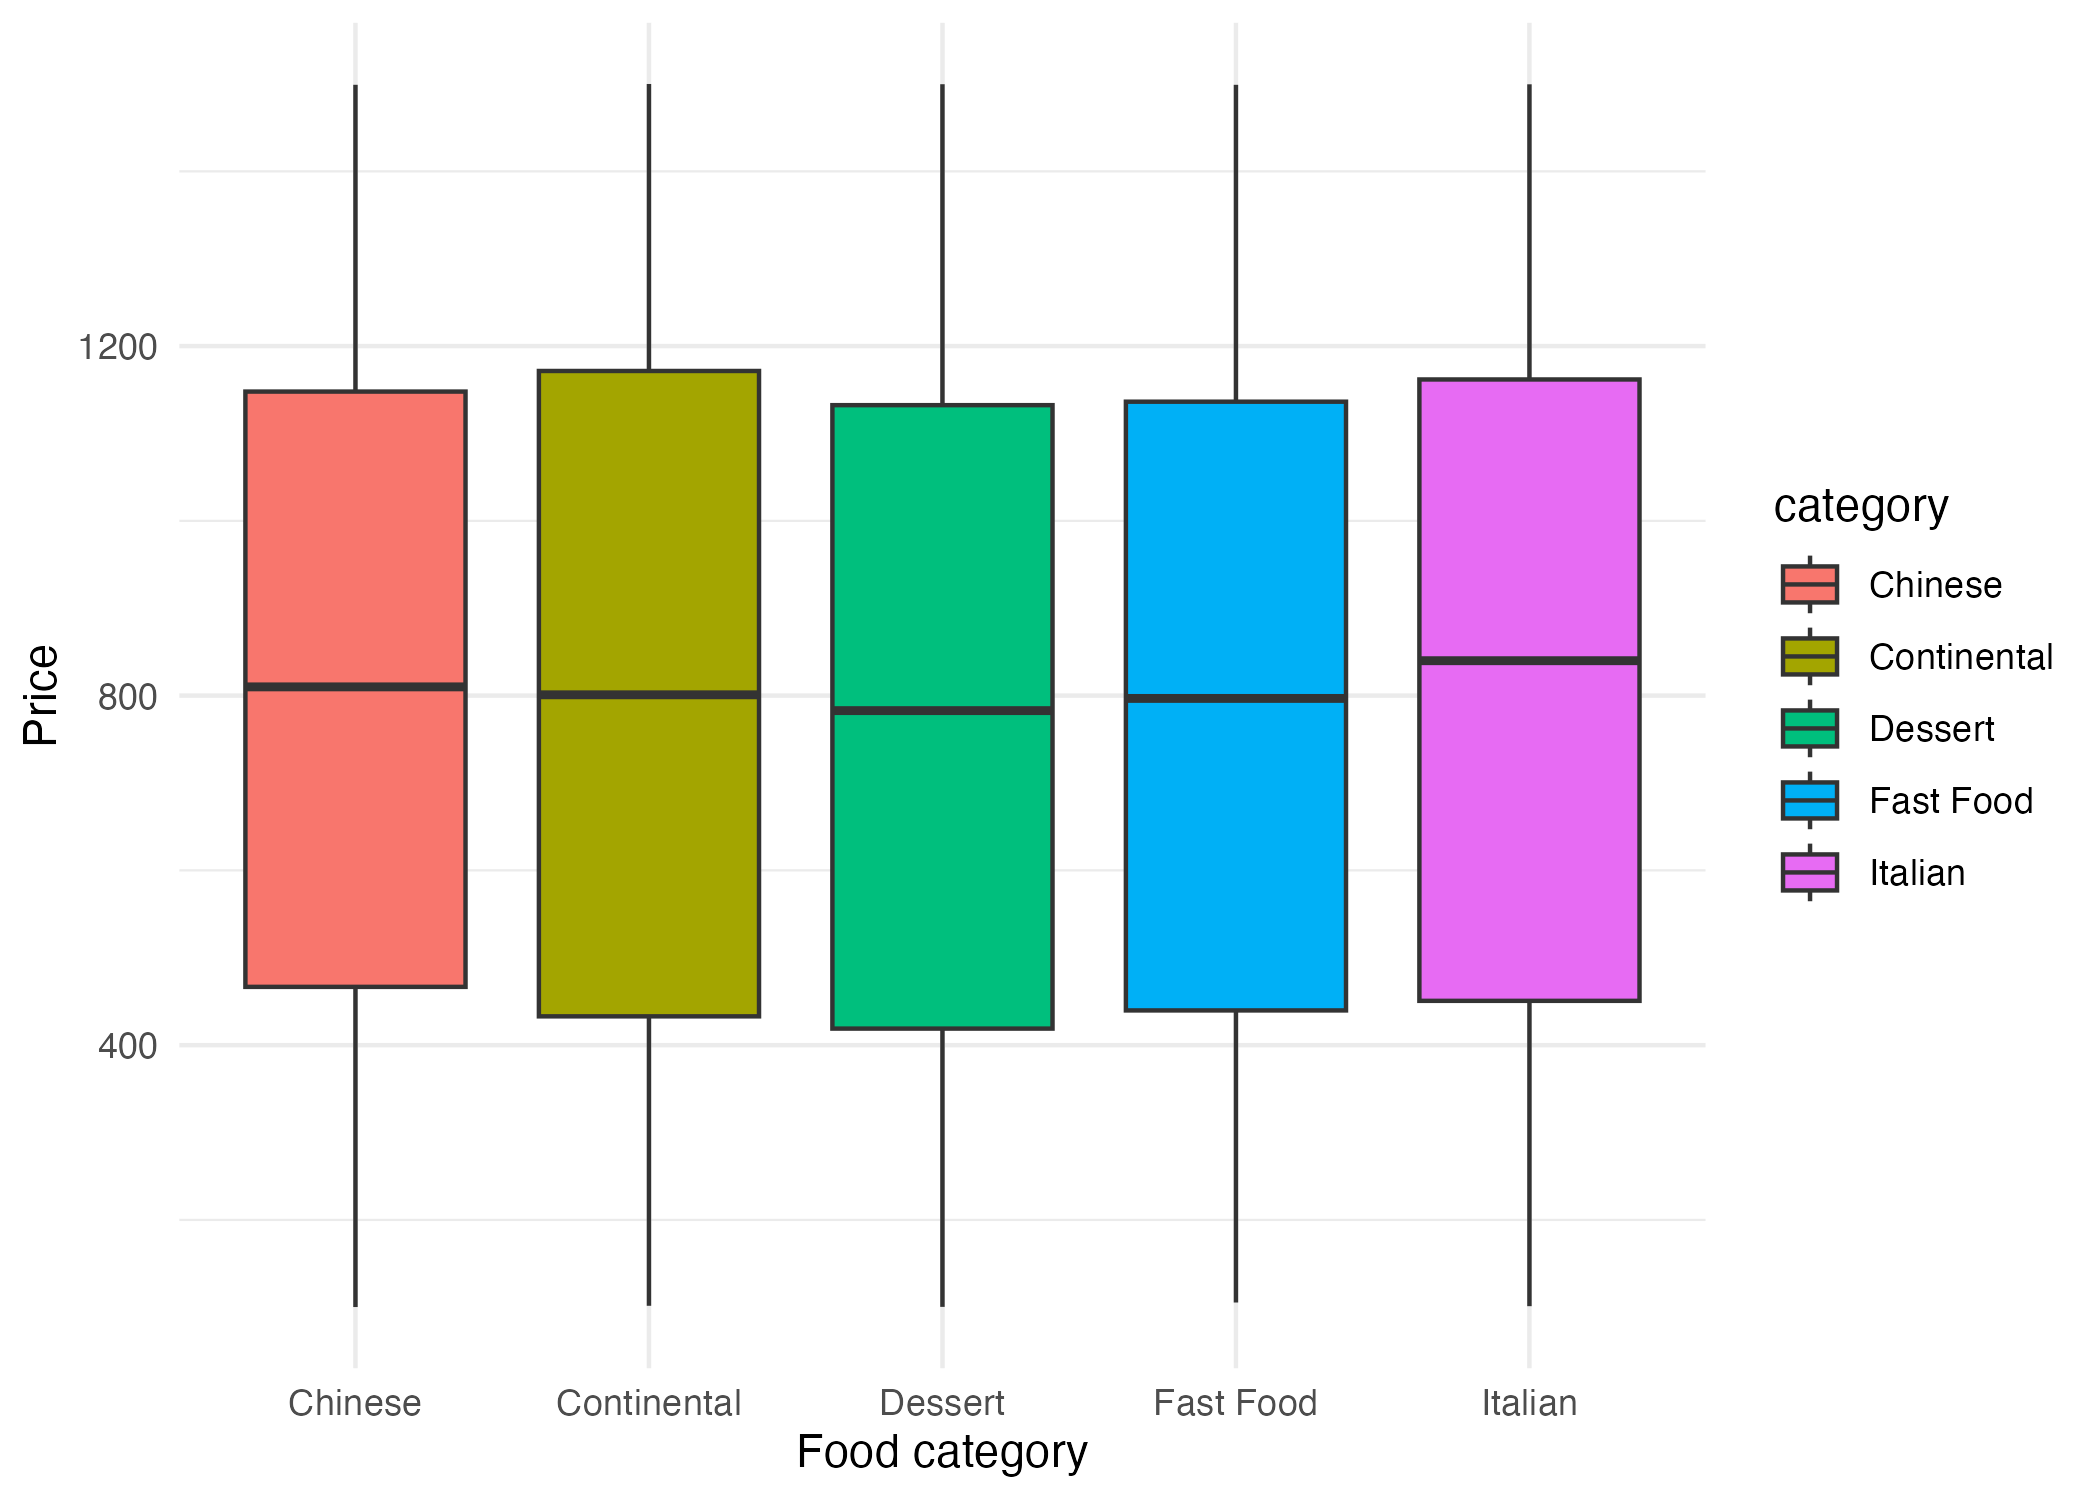 1200
800
400
Price
Chinese
Continental
Dessert
Fast Food
Italian
Food category
category
Chinese
Continental
Dessert
Fast Food
Italian